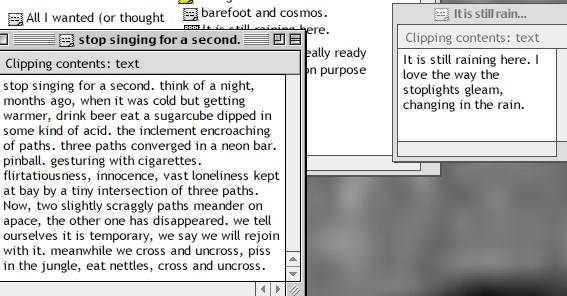 All I wanted (or thought
barefoot and cosmos.
It is still raining here.
eally ready
on purpose
stop singing for a second.
Clipping contents: text
stop singing for a second. think of a night,
months ago, when it was cold but getting
warmer, drink beer eat a sugarcube dipped in
some kind of acid. the inclement encroaching
of paths. three paths converged in a neon bar.
pinball. gesturing with cigarettes.
flirtatiousness, innocence, vast loneliness kept
at bay by a tiny intersection of three paths.
Now, two slightly scraggly paths meander on
apace, the other one has disappeared. we tell
ourselves it is temporary, we say we will rejoin
with it. meanwhile we cross and uncross, piss
in the jungle, eat nettles, cross and uncross.
It is still rain...
Clipping contents: text
It is still raining here. I
love the way the
stoplights gleam,
changing in the rain.